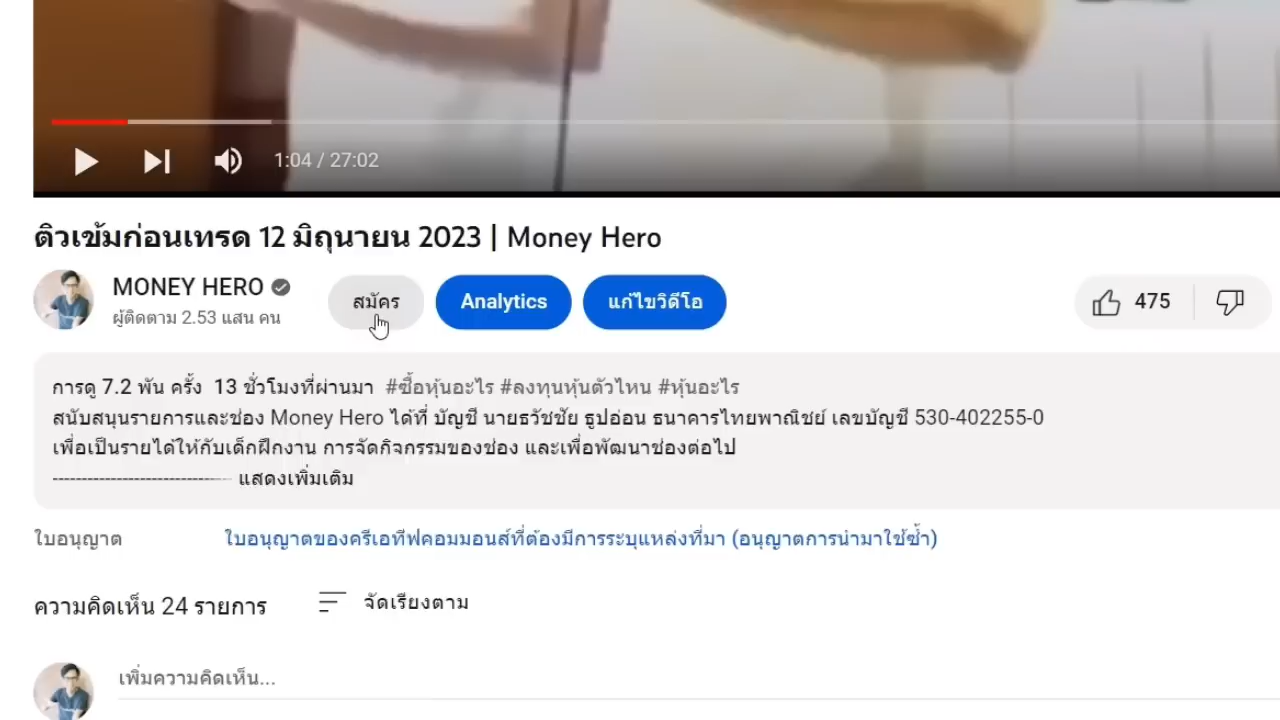 1:04 / 27:02
ติวเข้มก่อนเทรด 12 มิถุนายน 2023 | Money Hero
MONEY HERO
ผู้ติดตาม 2.53 แสน คน
สมัคร
Analytics
แก้ไขวิดีโอ
475
การดู 7.2 พัน ครั้ง 13 ชั่วโมงที่ผ่านมา #ซื้อหุ้นอะไร #ลงทุนหุ้นตัวไหน #หุ้นอะไร
สนับสนุนรายการและช่อง Money Hero ได้ที่ บัญชี นายธวัชชัย ธูปอ่อน ธนาคารไทยพาณิชย์ เลขบัญชี 530-402255-0
เพื่อเป็นรายได้ให้กับเด็กฝึกงาน การจัดกิจกรรมของช่อง และเพื่อพัฒนาช่องต่อไป
------------------------------ แสดงเพิ่มเติม
ใบอนุญาต ใบอนุญาตของครีเอทีฟคอมมอนส์ที่ต้องมีการระบุแหล่งที่มา (อนุญาตการนำมาใช้ซ้ำ)
ความคิดเห็น 24 รายการ จัดเรียงตาม
เพิ่มความคิดเห็น...